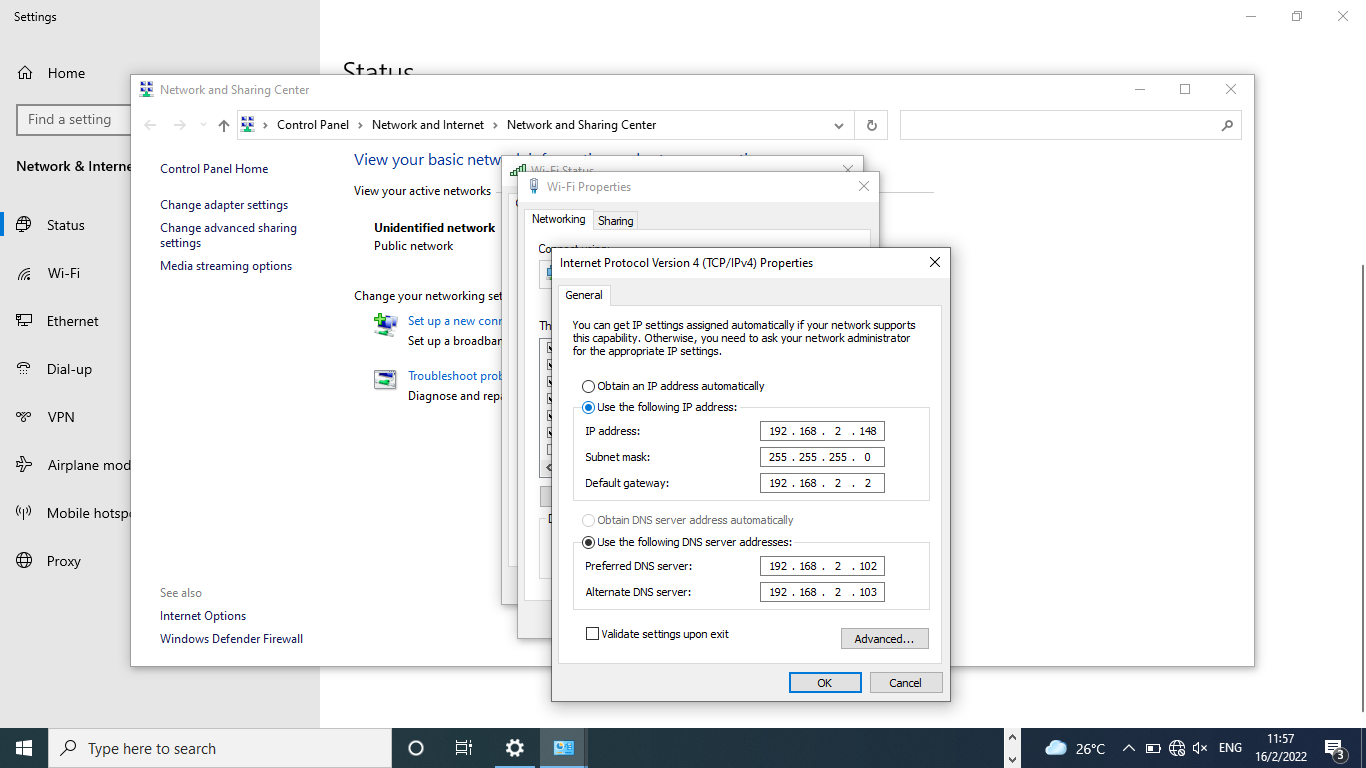 Settings
Home
Find a setting
Network & Interne
Status
Wi-Fi
Ethernet
Dial-up
VPN
Airplane mod
Mobile hotspo
Proxy
Status
Network and Sharing Center
Control Panel > Network and Internet > Network and Sharing Center
Control Panel Home
Change adapter settings
Change advanced sharing
settings
Media streaming options
See also
Internet Options
Windows Defender Firewall
View your basic netw
View your active networks
Unidentified network
Public network
Change your networking set
Set up a new conn
Set up a broadban
Troubleshoot prob
Diagnose and repa
Wi-Fi Status
Wi-Fi Properties
Networking
Sharing
Connect using:
Th
Internet Protocol Version 4 (TCP/IPv4) Properties
General
You can get IP settings assigned automatically if your network supports
this capability. Otherwise, you need to ask your network administrator
for the appropriate IP settings.
Obtain an IP address automatically
Use the following IP address:
IP address: 192 . 168 . 2 . 148
Subnet mask: 255 . 255 . 255 . 0
Default gateway: 192 . 168 . 2 . 2
Obtain DNS server address automatically
Use the following DNS server addresses:
Preferred DNS server: 192 . 168 . 2 . 102
Alternate DNS server: 192 . 168 . 2 . 103
Validate settings upon exit
Advanced...
OK
Cancel
Type here to search
26°C
ENG
11:57
16/2/2022
3